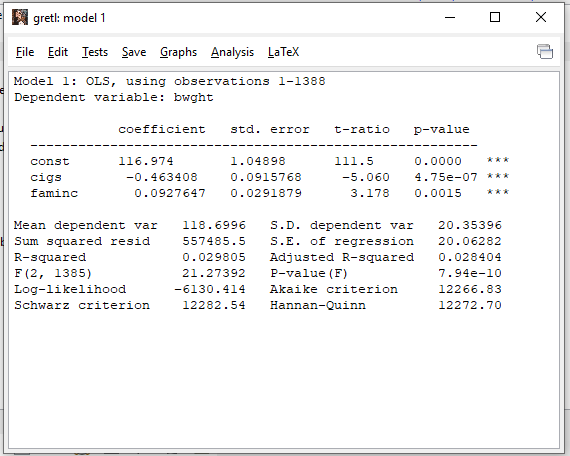 gretl: model 1
File Edit Tests Save Graphs Analysis LaTeX
Model 1: OLS, using observations 1-1388
Dependent variable: bwght
coefficient std. error t-ratio p-value
const 116.974 1.04898 111.5 0.0000 ***
cigs -0.463408 0.0915768 -5.060 4.75e-07 ***
faminc 0.0927647 0.0291879 3.178 0.0015 ***
Mean dependent var 118.6996 S.D. dependent var 20.35396
Sum squared resid 557485.5 S.E. of regression 20.06282
R-squared 0.029805 Adjusted R-squared 0.028404
F(2, 1385) 21.27392 P-value(F) 7.94e-10
Log-likelihood -6130.414 Akaike criterion 12266.83
Schwarz criterion 12282.54 Hannan-Quinn 12272.70